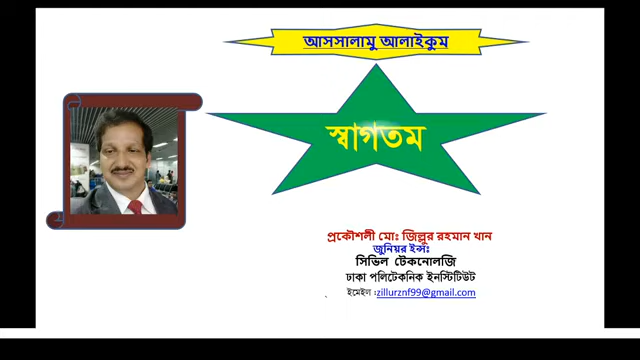 আসসালামু আলাইকুম
স্বাগতম
প্রকৌশলী মোঃ জিল্লুর রহমান খান
জুনিয়র ইন্সঃ
সিভিল টেকনোলজি
ঢাকা পলিটেকনিক ইনস্টিটিউট
ইমেইল :zillurznf99@gmail.com